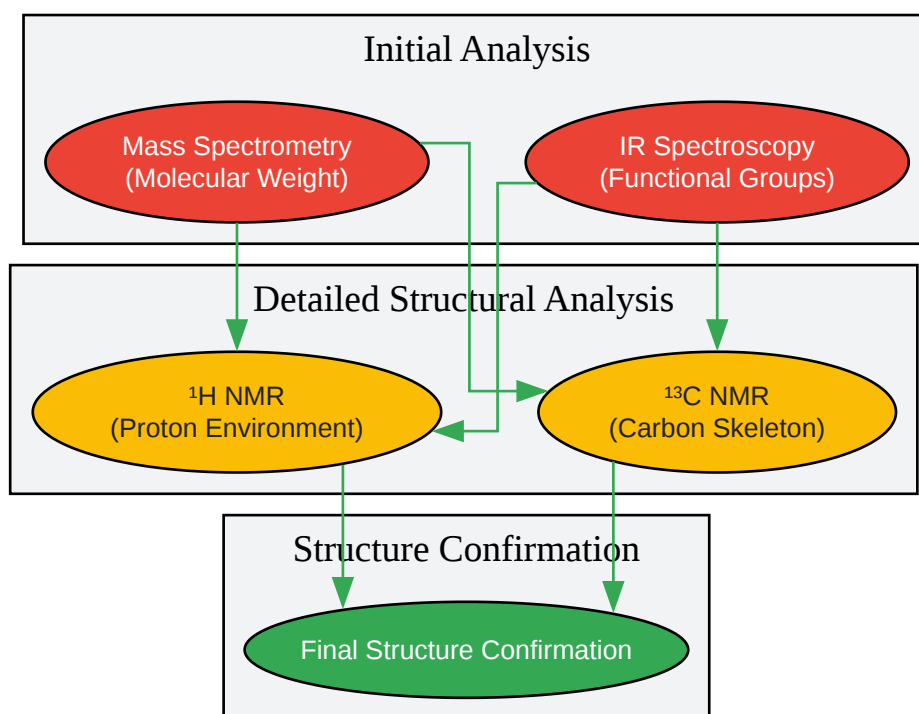 Initial Analysis
Mass Spectrometry
(Molecular Weight)
IR Spectroscopy
(Functional Groups)
Detailed Structural Analysis
¹H NMR
(Proton Environment)
¹³C NMR
(Carbon Skeleton)
Structure Confirmation
Final Structure Confirmation